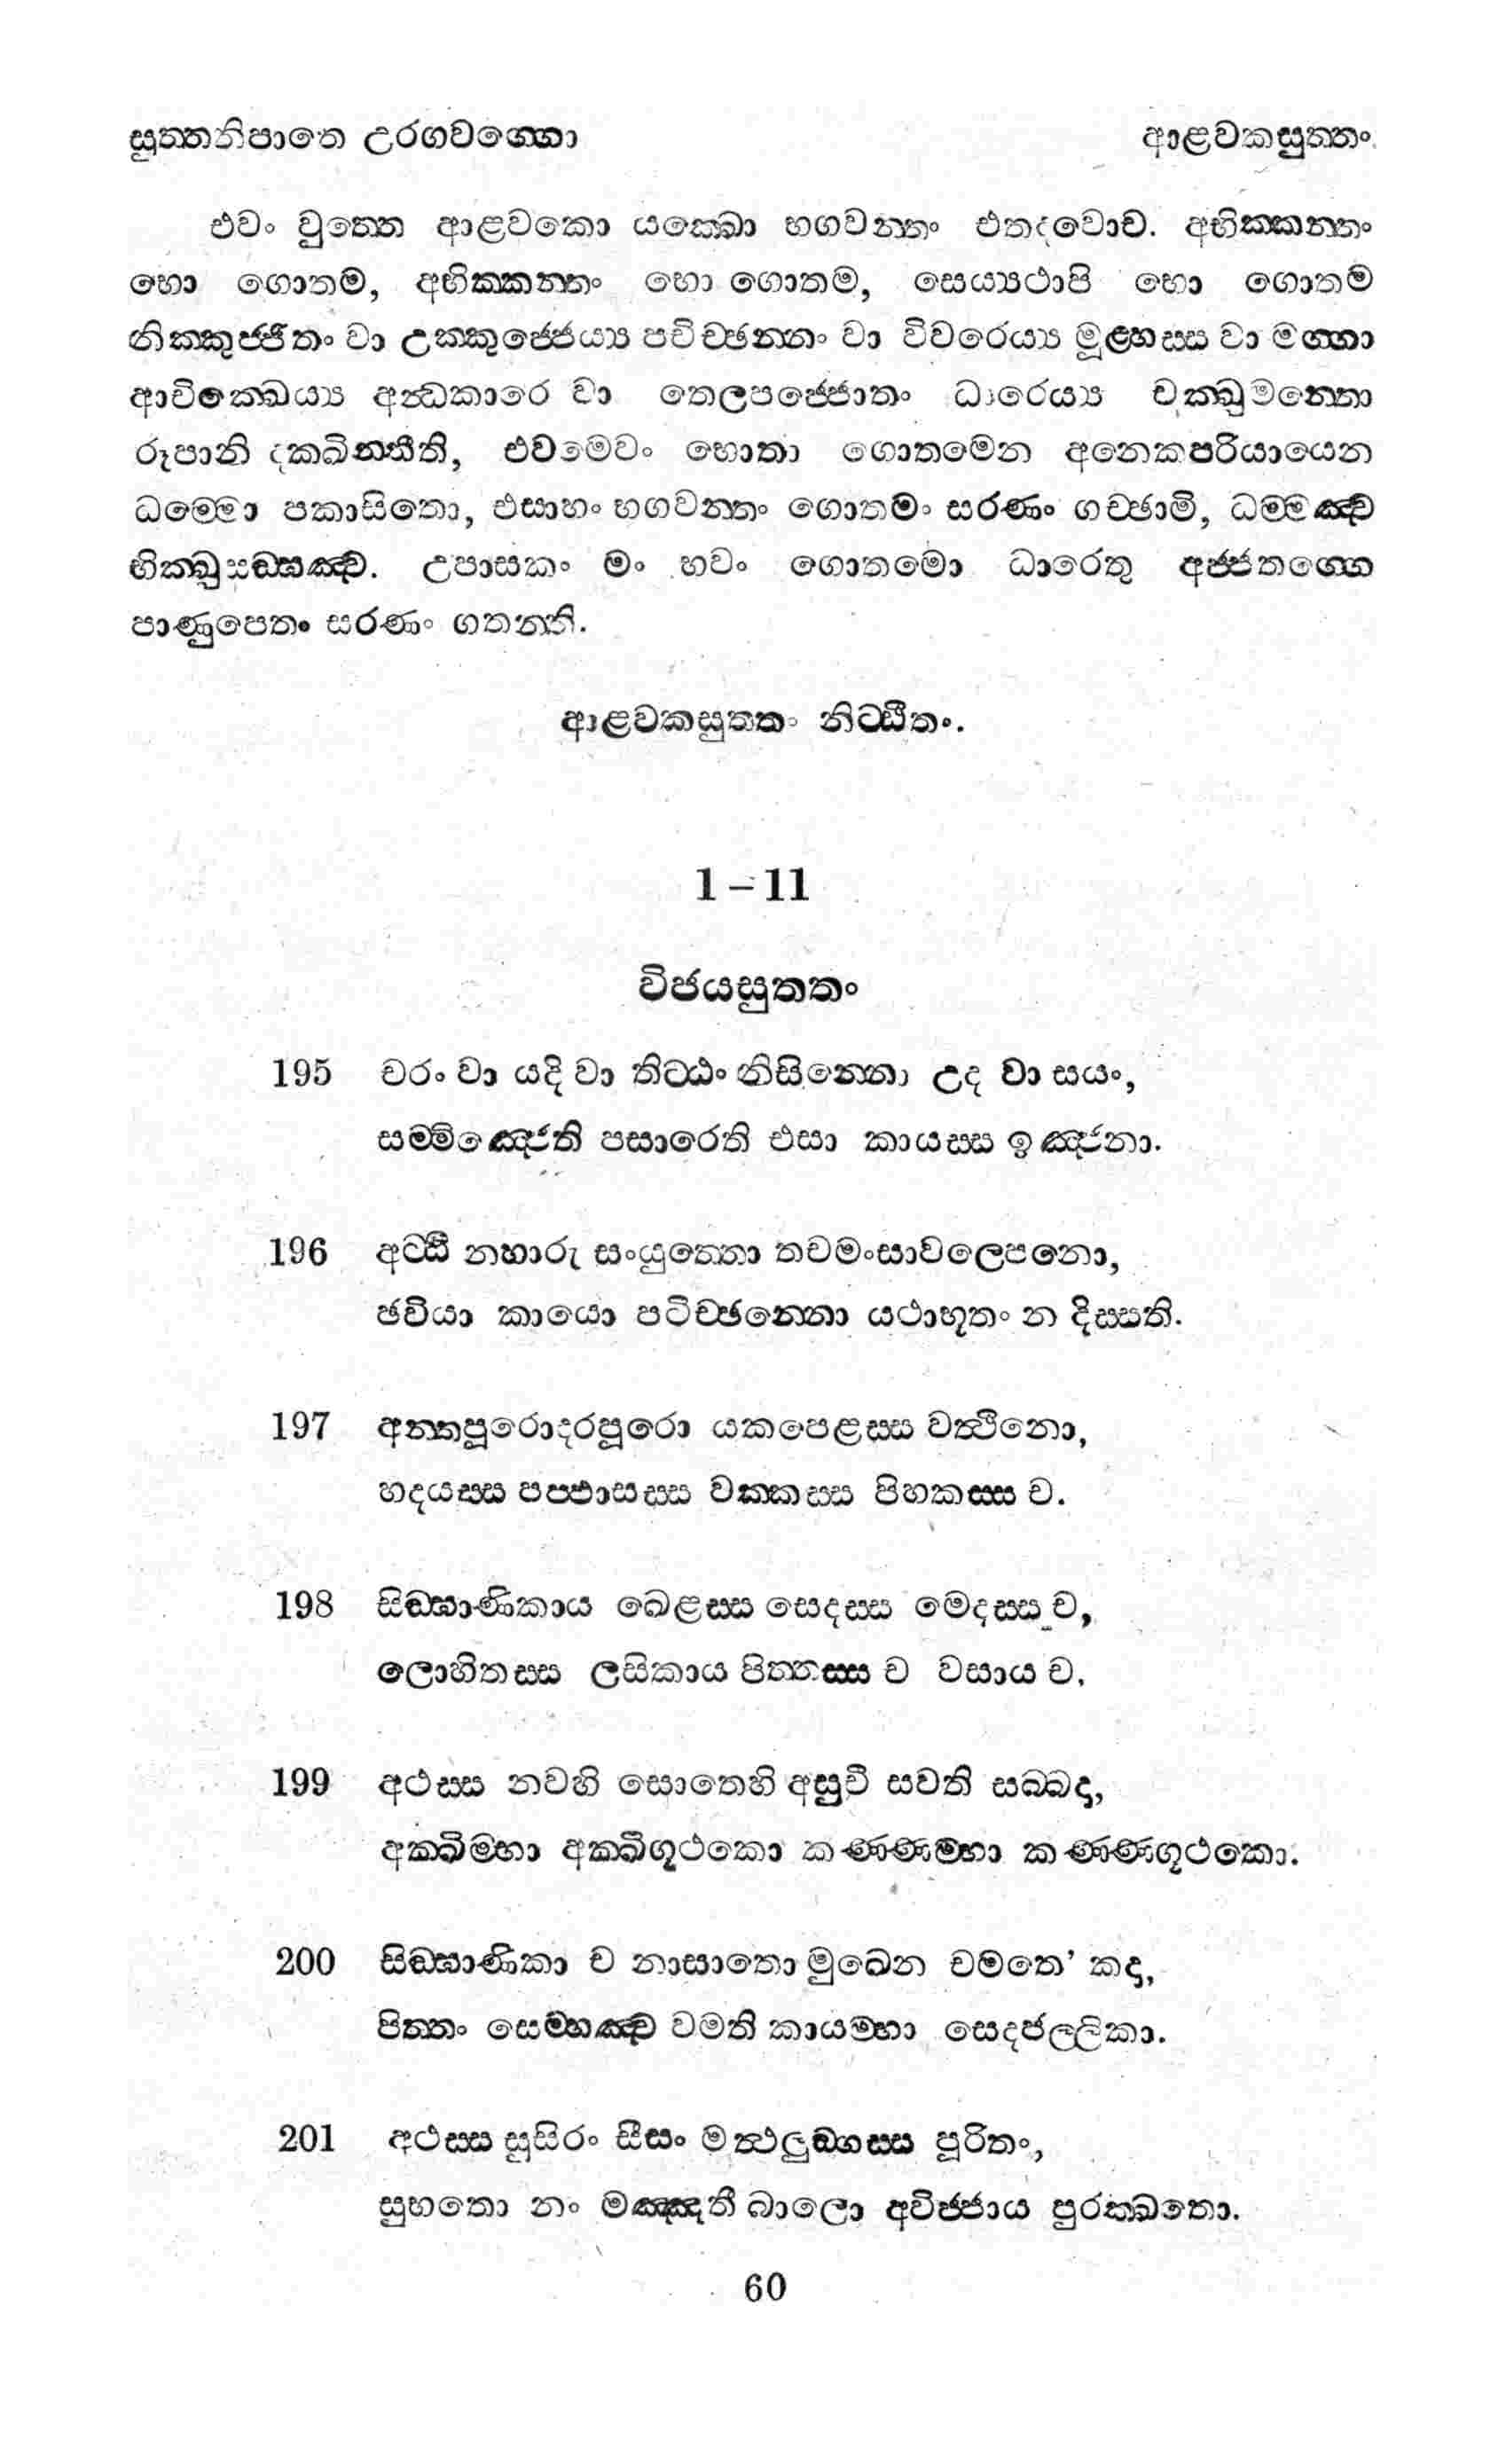 සුත්තනිපාතෙ උරගවග්ගො
ආළවකසුත්තං
එවං වුත්තෙ ආළවකො යක්ඛො භගවන්තං එතදවොච. අභික්කන්තං
භො ගොතම, අභික්කන්තං භො ගොතම, සෙය්‍යථාපි භො ගොතම
නික්කුජ්ජිතං වා උක්කුජ්ජෙය්‍ය පටිච්ඡන්නං වා විවරෙය්‍ය මූළ්හස්ස වා මග්ගං
ආචික්ඛෙය්‍ය අන්ධකාරෙ වා තෙලපජ්ජොතං ධාරෙය්‍ය චක්ඛුමන්තො
රූපානි දක්ඛින්තීති, එවමෙවං භොතා ගොතමෙන අනෙකපරියායෙන
ධම්මො පකාසිතො, එසාහං භගවන්තං ගොතමං සරණං ගච්ඡාමි, ධම්මඤ්ච
භික්ඛුසඞ්ඝඤ්ච. උපාසකං මං භවං ගොතමො ධාරෙතු අජ්ජතග්ගෙ
පාණුපෙතං සරණං ගතන්ති.
ආළවකසුත්තං නිට්ඨිතං.
1–11
විජයසුත්තං
195 චරං වා යදි වා තිට්ඨං නිසින්නො උද වා සයං,
සම්මිඤ්ජෙති පසාරෙති එසා කායස්ස ඉඤ්ජනා.
196 අට්ඨී නහාරු සංයුත්තො තචමංසාවලෙපනො,
ඡවියා කායො පටිච්ඡන්නො යථාභූතං න දිස්සති.
197 අන්තපූරොදරපූරො යකපෙළස්ස වත්ථිනො,
හදයස්ස පප්ඵාසස්ස වක්කස්ස පිහකස්ස ච.
198 සිඞ්ඝාණිකාය ඛෙළස්ස සෙදස්ස මෙදස්ස ච,
ලොහිතස්ස ලසිකාය පිත්තස්ස ච වසාය ච.
199 අථස්ස නවහි සොතෙහි අසුචී සවති සබ්බදා,
අක්ඛිම්හා අක්ඛිගූථකො කණ්ණම්හා කණ්ණගූථකො.
200 සිඞ්ඝාණිකා ච නාසාතො මුඛෙන වමතෙ' කදා,
පිත්තං සෙම්හඤ්ච වමති කායම්හා සෙදජල්ලිකා.
201 අථස්ස සුසිරං සීසං මත්ථලුඞ්ගස්ස පූරිතං,
සුභතො නං මඤ්ඤතී බාලො අවිජ්ජාය පුරක්ඛතො.
60